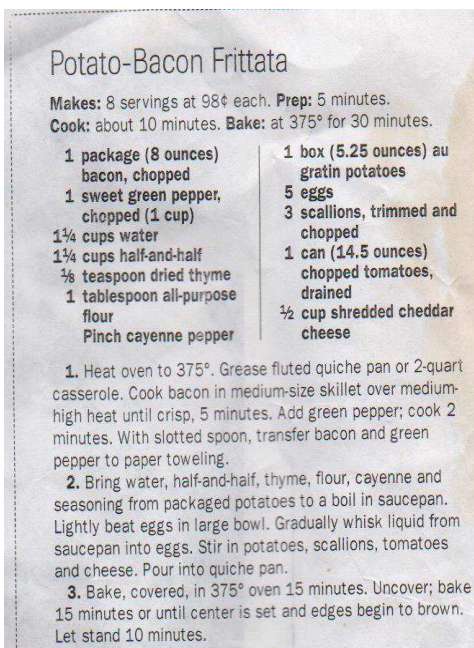 Potato-Bacon Frittata
Makes: 8 servings at 98¢ each. Prep: 5 minutes.
Cook: about 10 minutes. Bake: at 375° for 30 minutes.
1 package (8 ounces)
bacon, chopped
1 sweet green pepper,
chopped (1 cup)
1¼ cups water
1¼ cups half-and-half
⅛ teaspoon dried thyme
1 tablespoon all-purpose
flour
Pinch cayenne pepper
1 box (5.25 ounces) au
gratin potatoes
5 eggs
3 scallions, trimmed and
chopped
1 can (14.5 ounces)
chopped tomatoes,
drained
½ cup shredded cheddar
cheese
1. Heat oven to 375°. Grease fluted quiche pan or 2-quart
casserole. Cook bacon in medium-size skillet over medium-
high heat until crisp, 5 minutes. Add green pepper; cook 2
minutes. With slotted spoon, transfer bacon and green
pepper to paper toweling.
2. Bring water, half-and-half, thyme, flour, cayenne and
seasoning from packaged potatoes to a boil in saucepan.
Lightly beat eggs in large bowl. Gradually whisk liquid from
saucepan into eggs. Stir in potatoes, scallions, tomatoes
and cheese. Pour into quiche pan.
3. Bake, covered, in 375° oven 15 minutes. Uncover; bake
15 minutes or until center is set and edges begin to brown.
Let stand 10 minutes.